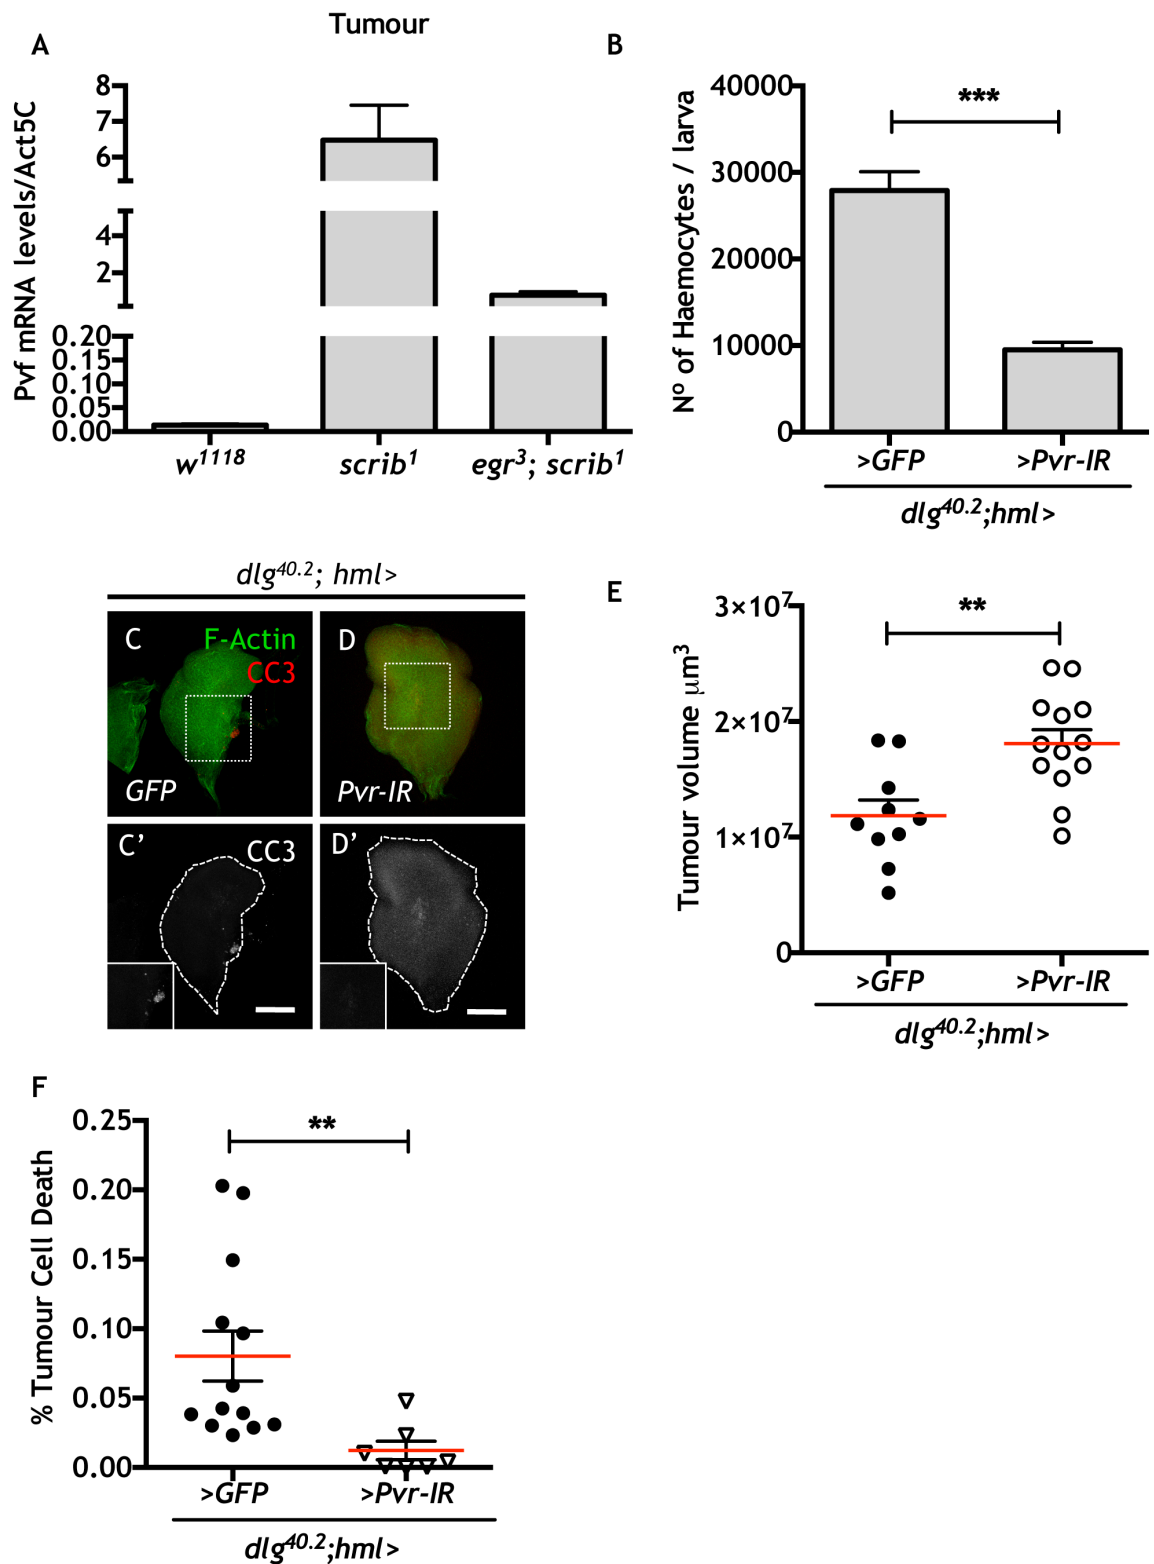 Tumour
A
Pvf mRNA levels/Act5C
8
7
6
4
2
0.20
0.15
0.10
0.05
0.00
w¹¹¹⁸
scrib¹
egr³; scrib¹
B
Nº of Haemocytes / larva
40000
30000
20000
10000
0
***
>GFP
>Pvr-IR
dlg⁴⁰·²;hml>
dlg⁴⁰·²; hml>
C
F-Actin
CC3
GFP
D
Pvr-IR
C’
CC3
D’
E
Tumour volume µm³
3×10⁷
2×10⁷
1×10⁷
0
**
>GFP
>Pvr-IR
dlg⁴⁰·²;hml>
F
% Tumour Cell Death
0.25
0.20
0.15
0.10
0.05
0.00
**
>GFP
>Pvr-IR
dlg⁴⁰·²;hml>